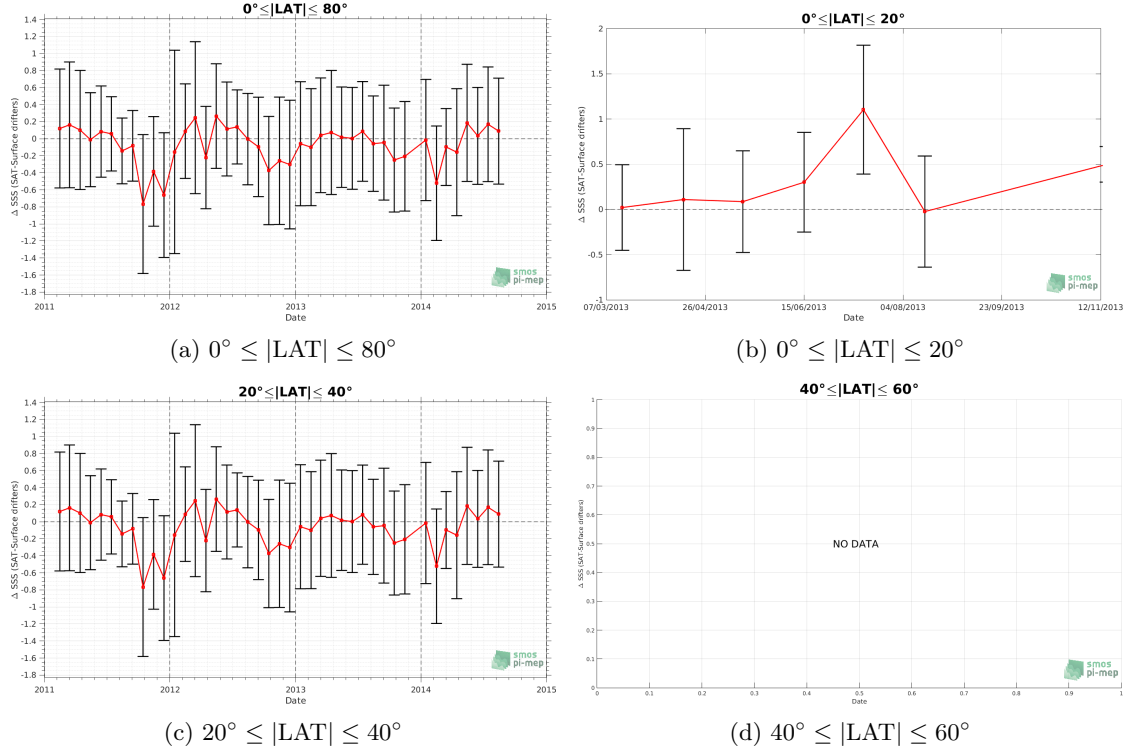 0°≤|LAT|≤ 80°
Δ SSS (SAT-Surface drifters)
1.4
1.2
1
0.8
0.6
0.4
0.2
0
-0.2
-0.4
-0.6
-0.8
-1
-1.2
-1.4
-1.6
-1.8
2011 2012 2013 2014 2015
Date
smos
pi-mep
(a) 0° ≤ |LAT| ≤ 80°
0°≤|LAT|≤ 20°
Δ SSS (SAT-Surface drifters)
2
1.5
1
0.5
0
-0.5
-1
07/03/2013 26/04/2013 15/06/2013 04/08/2013 23/09/2013 12/11/2013
Date
smos
pi-mep
(b) 0° ≤ |LAT| ≤ 20°
20°≤|LAT|≤ 40°
Δ SSS (SAT-Surface drifters)
1.4
1.2
1
0.8
0.6
0.4
0.2
0
-0.2
-0.4
-0.6
-0.8
-1
-1.2
-1.4
-1.6
-1.8
2011 2012 2013 2014 2015
Date
smos
pi-mep
(c) 20° ≤ |LAT| ≤ 40°
40°≤|LAT|≤ 60°
Δ SSS (SAT-Surface drifters)
1
0.9
0.8
0.7
0.6
0.5
0.4
0.3
0.2
0.1
0
NO DATA
0 0.1 0.2 0.3 0.4 0.5 0.6 0.7 0.8 0.9 1
Date
smos
pi-mep
(d) 40° ≤ |LAT| ≤ 60°